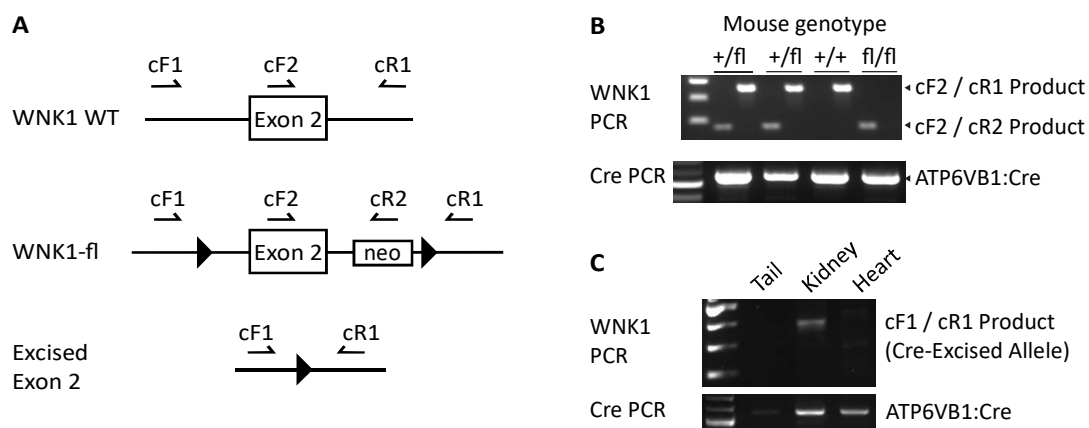 A
cF1 cF2 cR1
WNK1 WT
Exon 2
cF1 cF2 cR2 cR1
WNK1-fl
Exon 2
neo
cF1 cR1
Excised
Exon 2
B
Mouse genotype
+/fl +/fl +/+ fl/fl
WNK1
PCR
cF2 / cR1 Product
cF2 / cR2 Product
Cre PCR
ATP6VB1:Cre
C
Tail Kidney Heart
WNK1
PCR
cF1 / cR1 Product
(Cre-Excised Allele)
Cre PCR
ATP6VB1:Cre